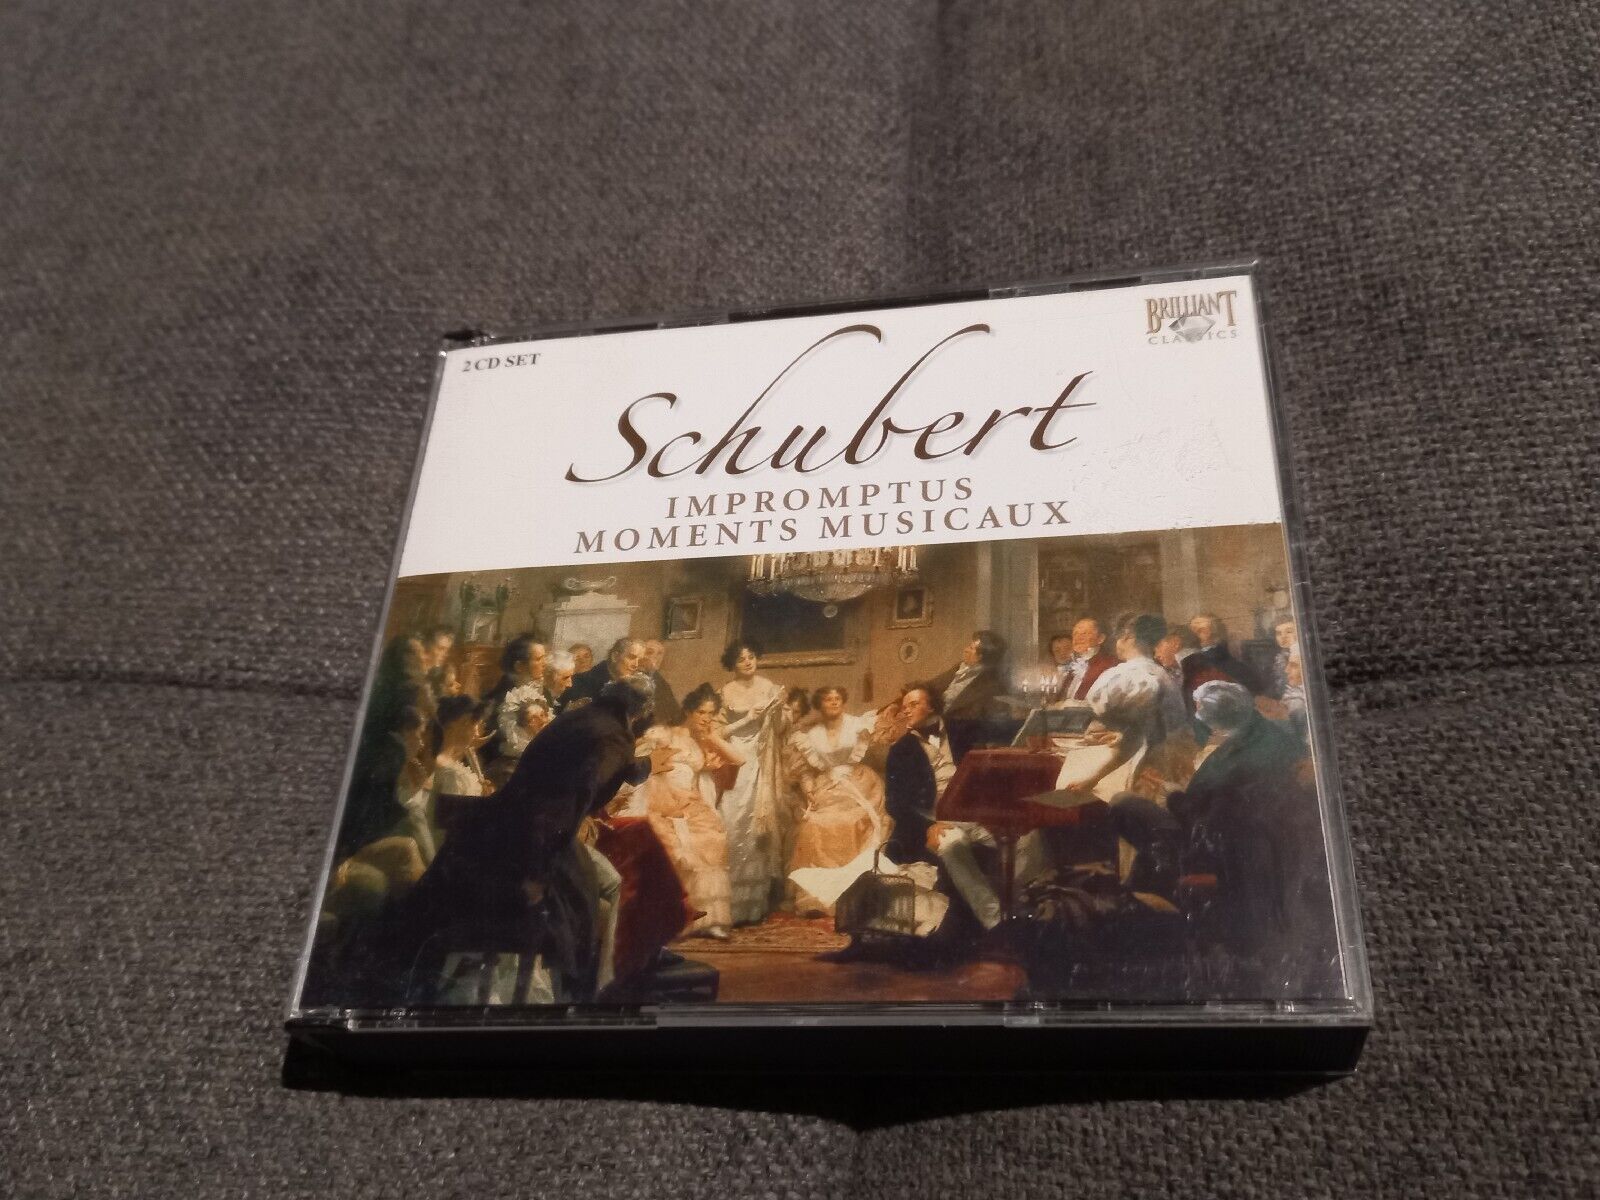 2 CD SET
BRILLIANT
CLASSICS
Schubert
IMPROMPTUS
MOMENTS MUSICAUX